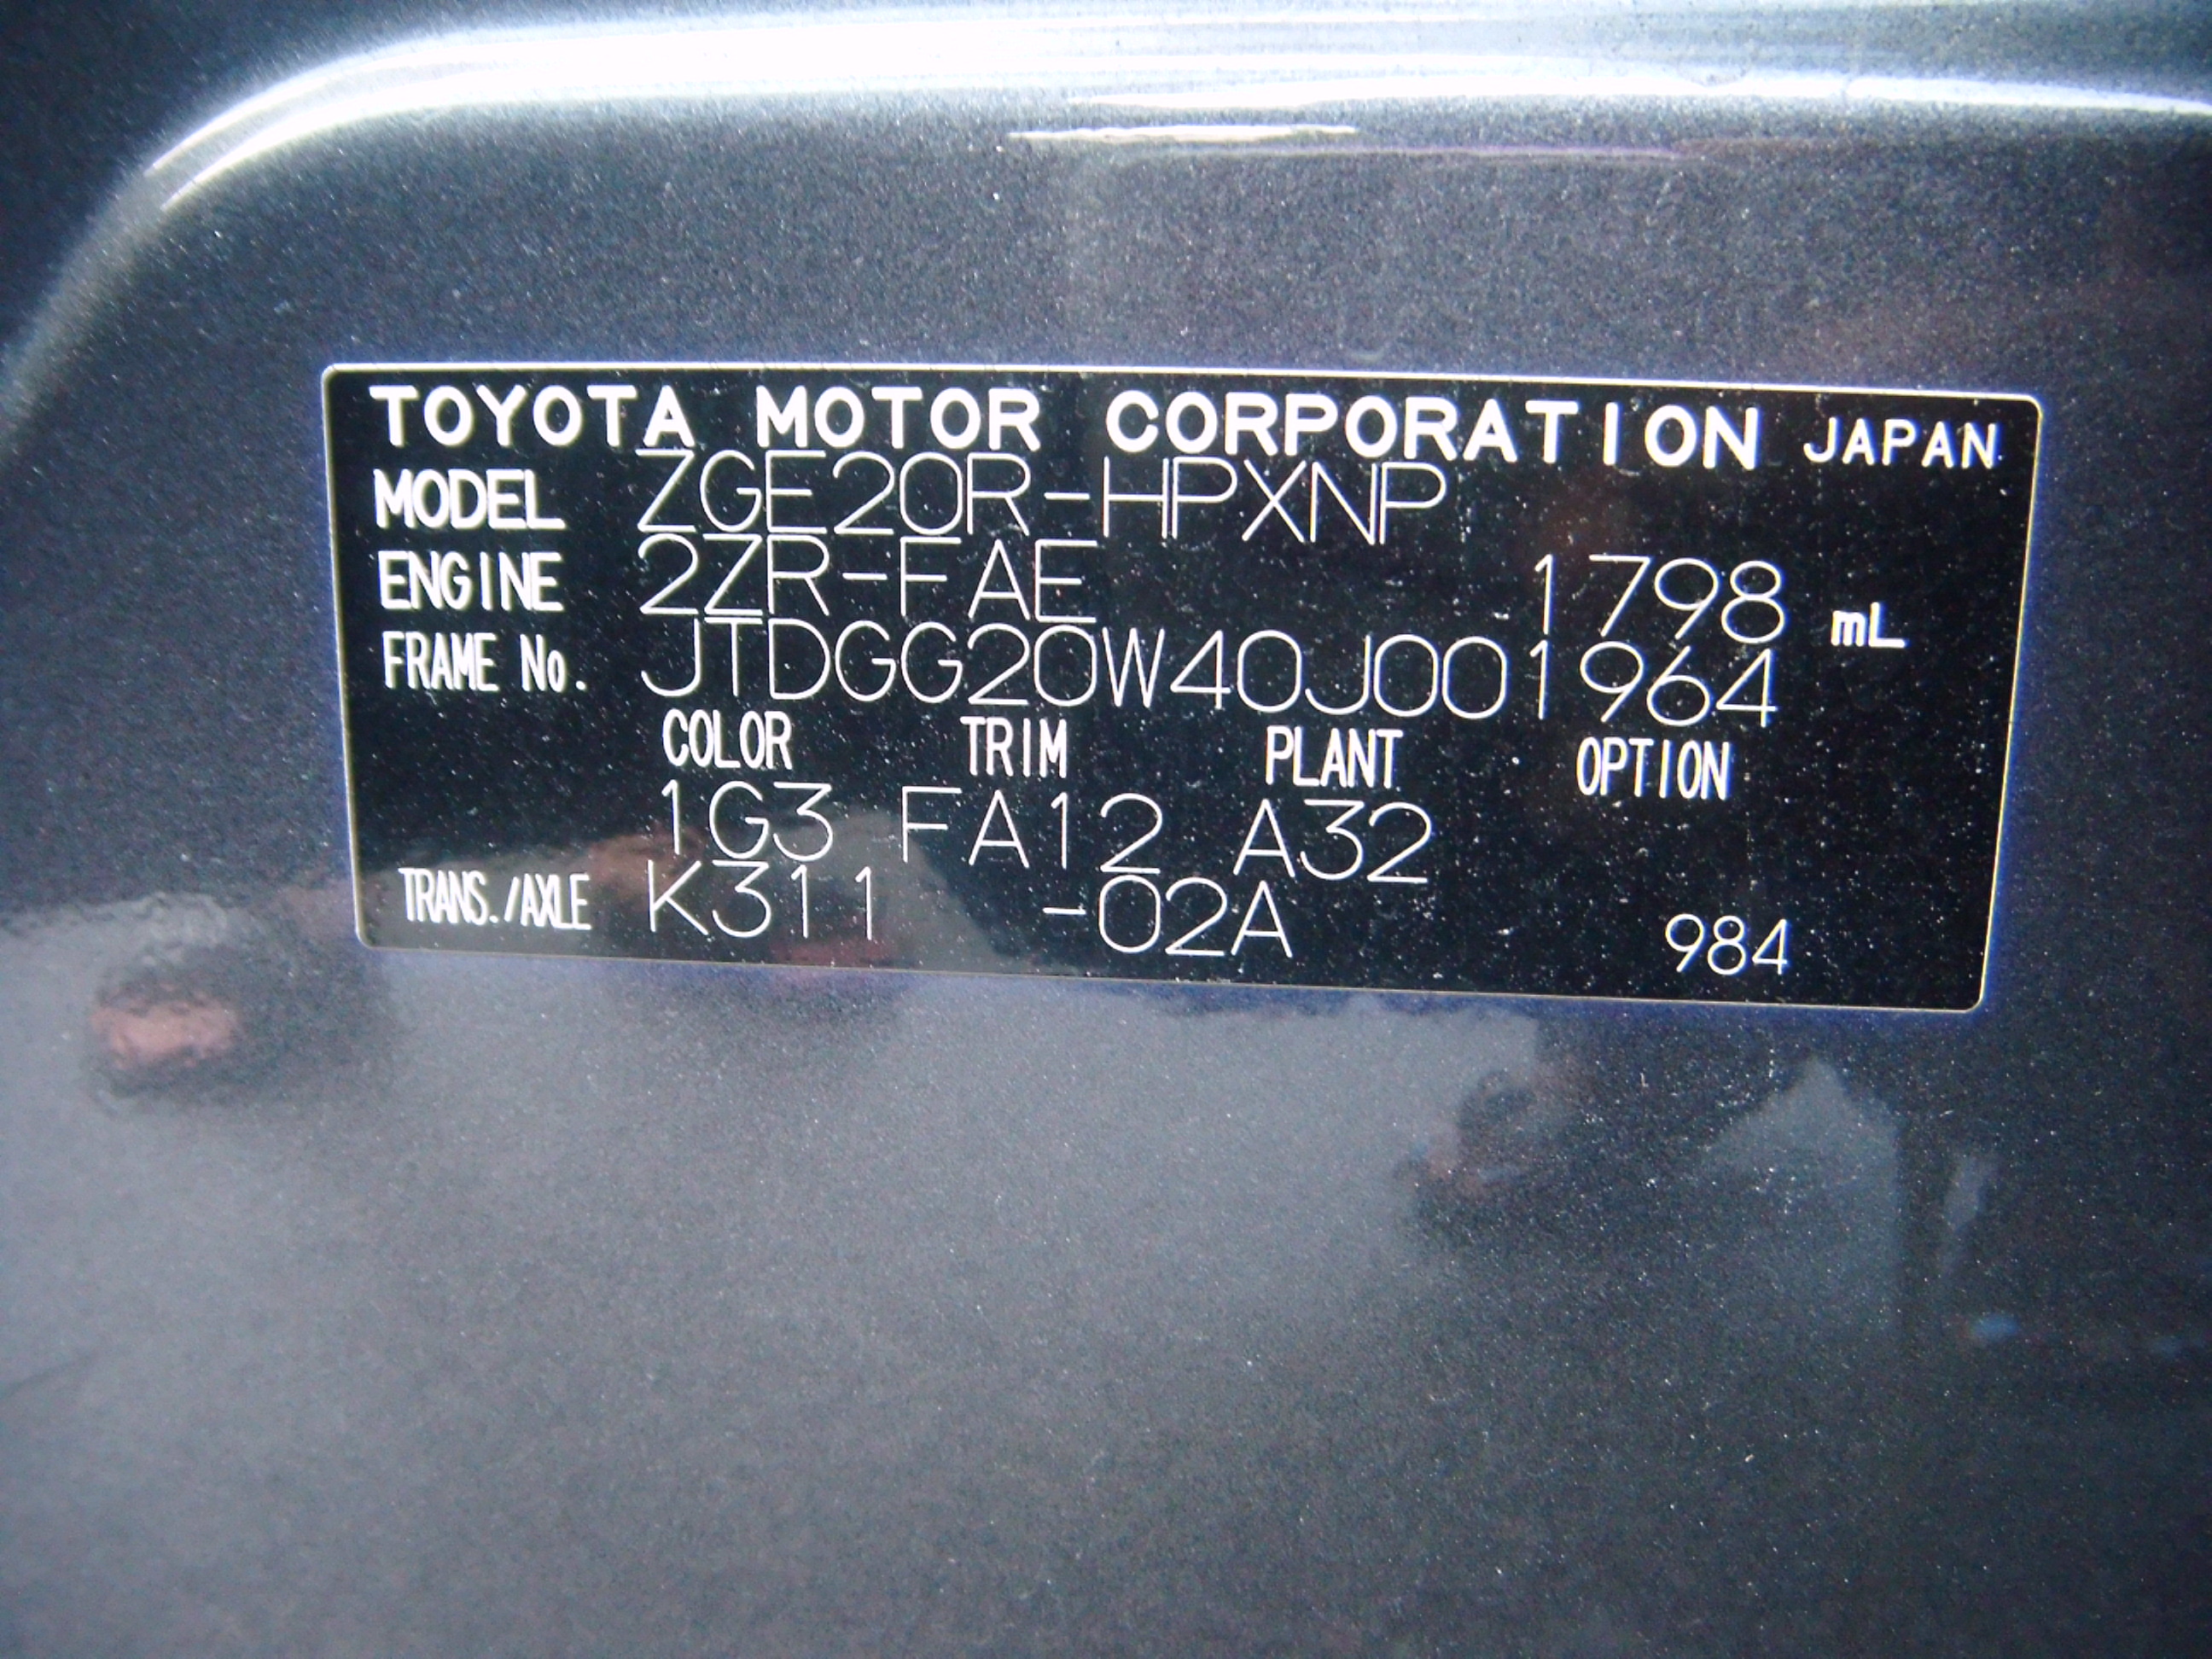 TOYOTA MOTOR CORPORATION JAPAN
MODEL ZGE20R-HPXNP
ENGINE 2ZR-FAE 1798 mL
FRAME No. JTDGG20W40J001964
COLOR TRIM PLANT OPTION
1G3 FA12 A32
TRANS./AXLE K311 -02A 984